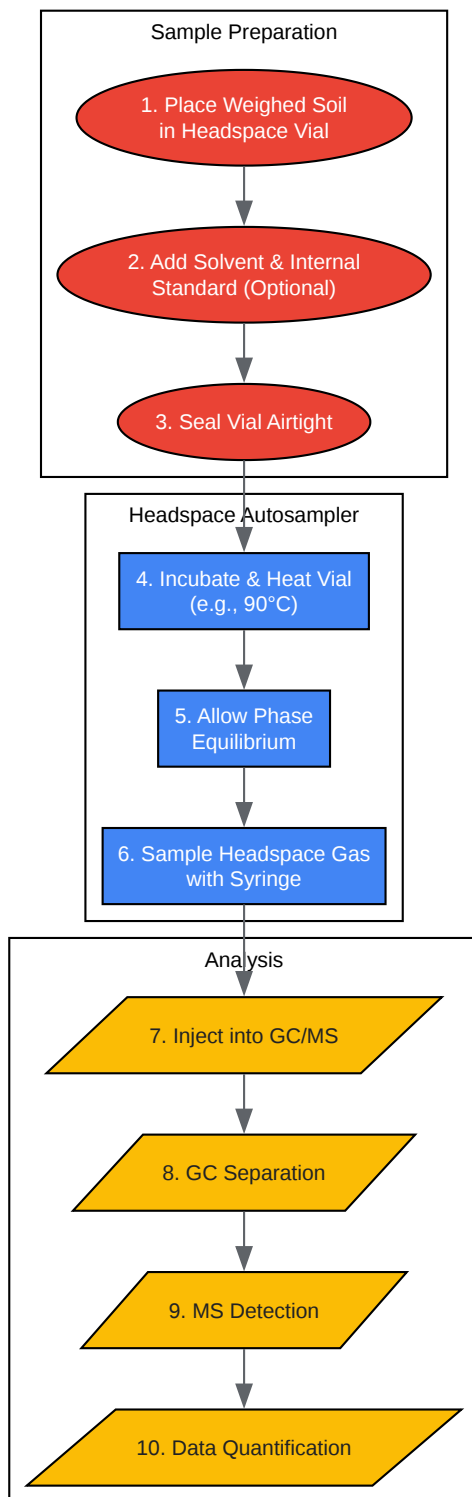 Sample Preparation
1. Place Weighed Soil
in Headspace Vial
2. Add Solvent & Internal
Standard (Optional)
3. Seal Vial Airtight
Headspace Autosampler
4. Incubate & Heat Vial
(e.g., 90°C)
5. Allow Phase
Equilibrium
6. Sample Headspace Gas
with Syringe
Analysis
7. Inject into GC/MS
8. GC Separation
9. MS Detection
10. Data Quantification